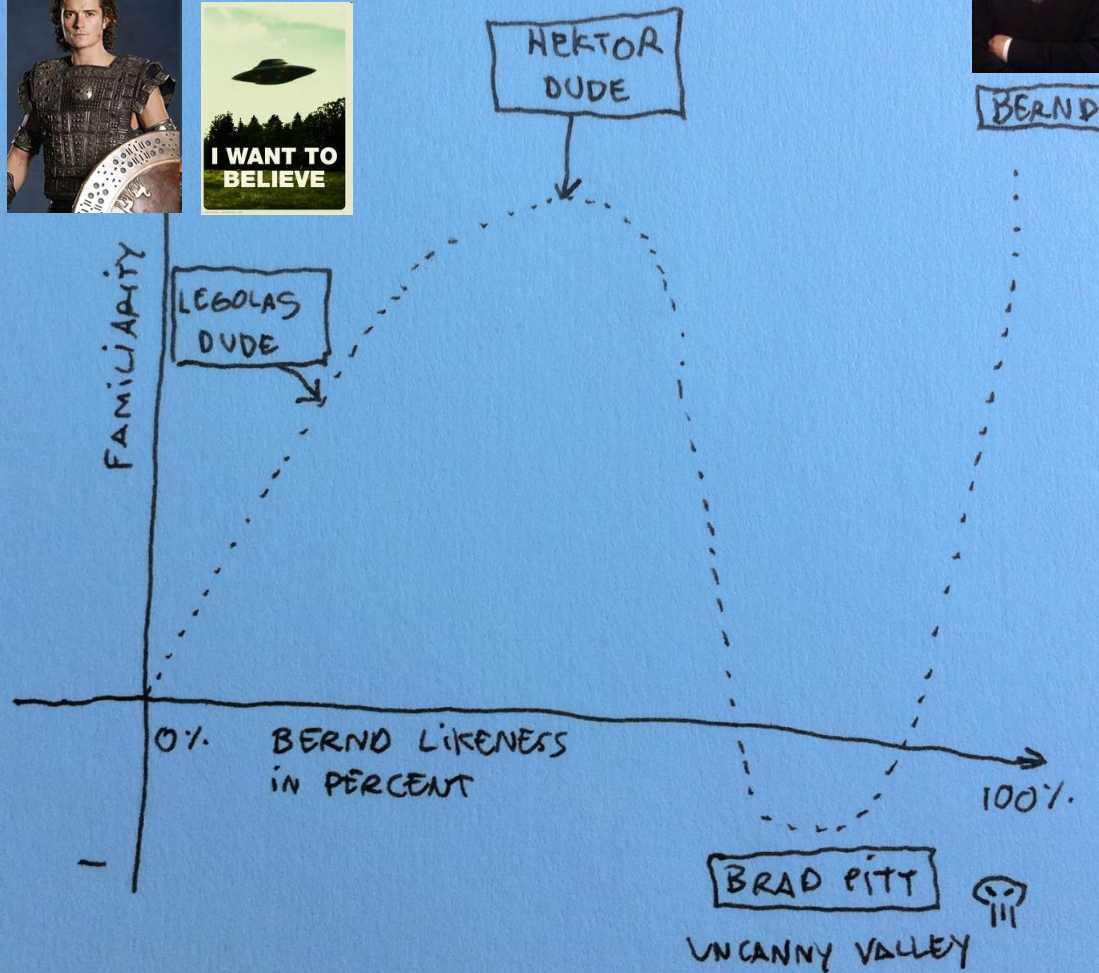 I WANT TO
BELIEVE
HEKTOR
DUDE
BERND
FAMILIARITY
LEGOLAS
DUDE
0%
BERND LIKENESS
IN PERCENT
100%
–
BRAD PITT
UNCANNY VALLEY